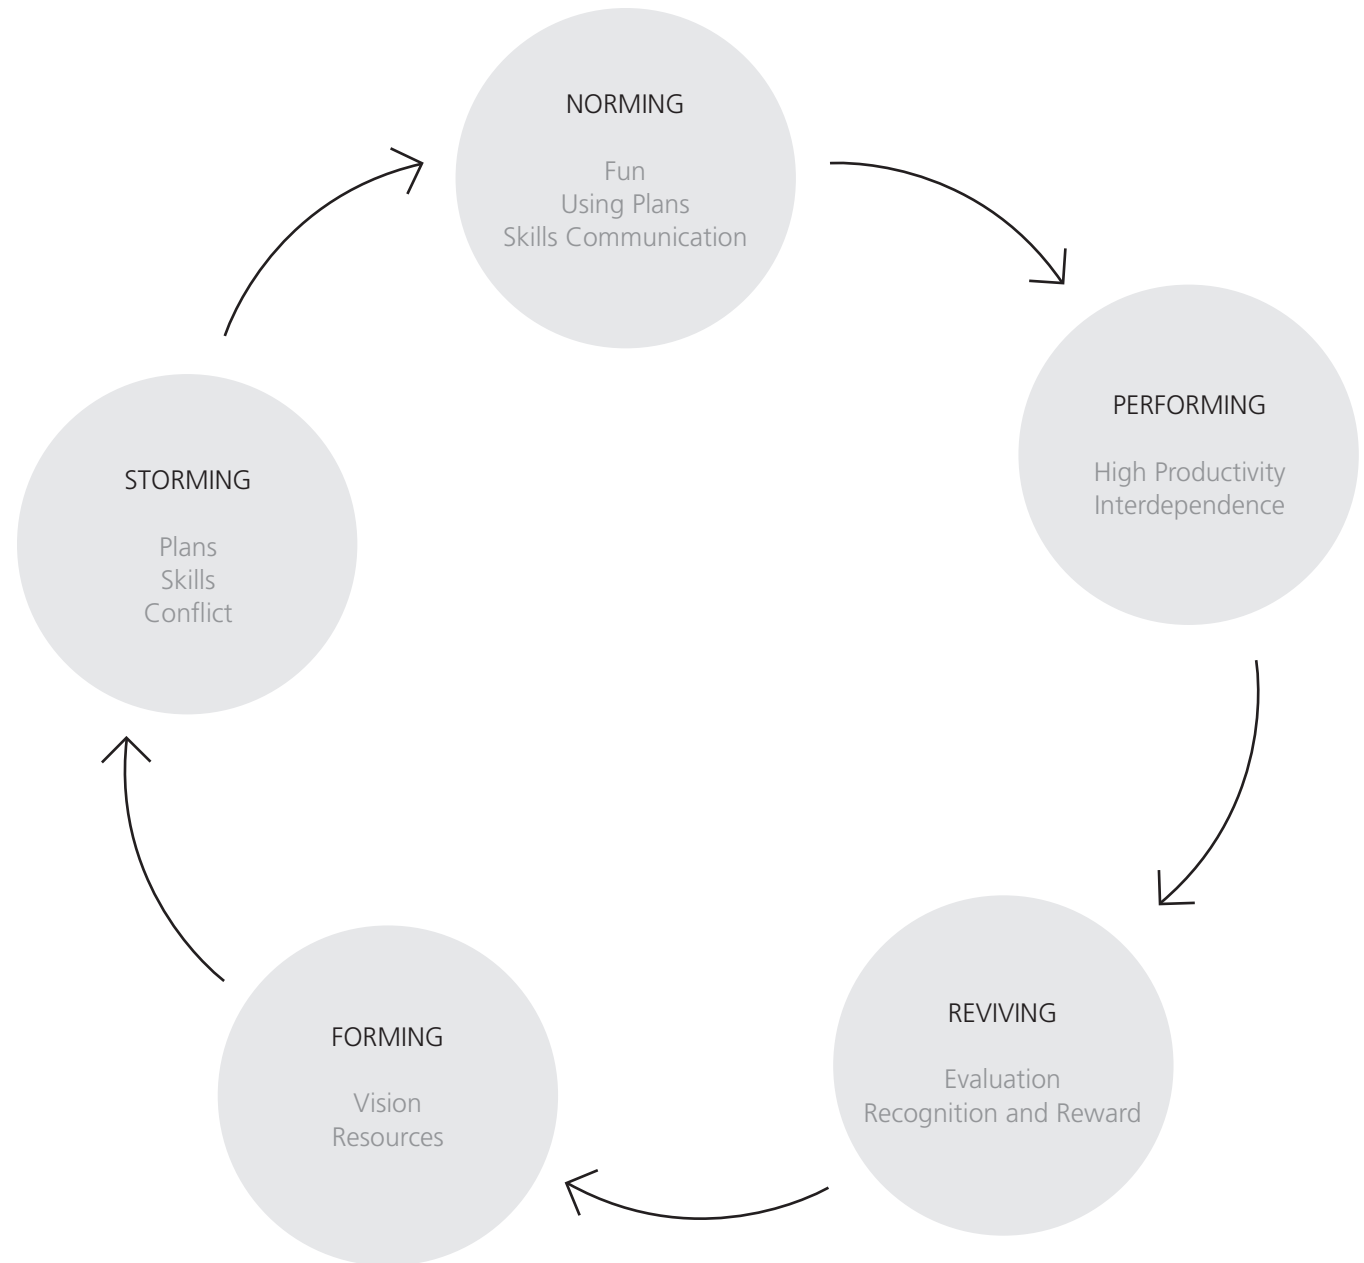 NORMING
Fun
Using Plans
Skills Communication
PERFORMING
High Productivity
Interdependence
STORMING
Plans
Skills
Conflict
REVIVING
Evaluation
Recognition and Reward
FORMING
Vision
Resources